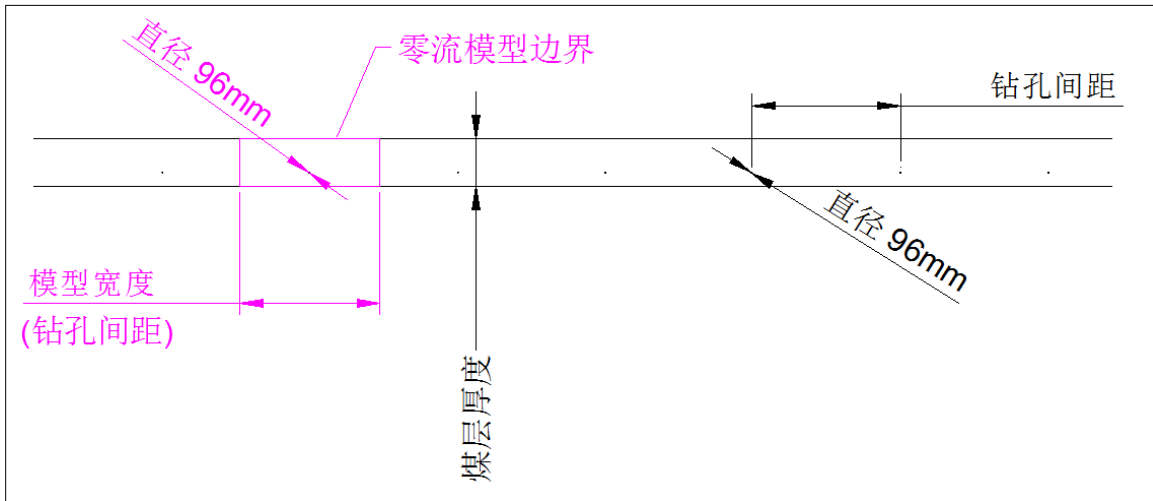 直径 96mm
零流模型边界
钻孔间距
直径 96mm
模型宽度
(钻孔间距)
煤层厚度